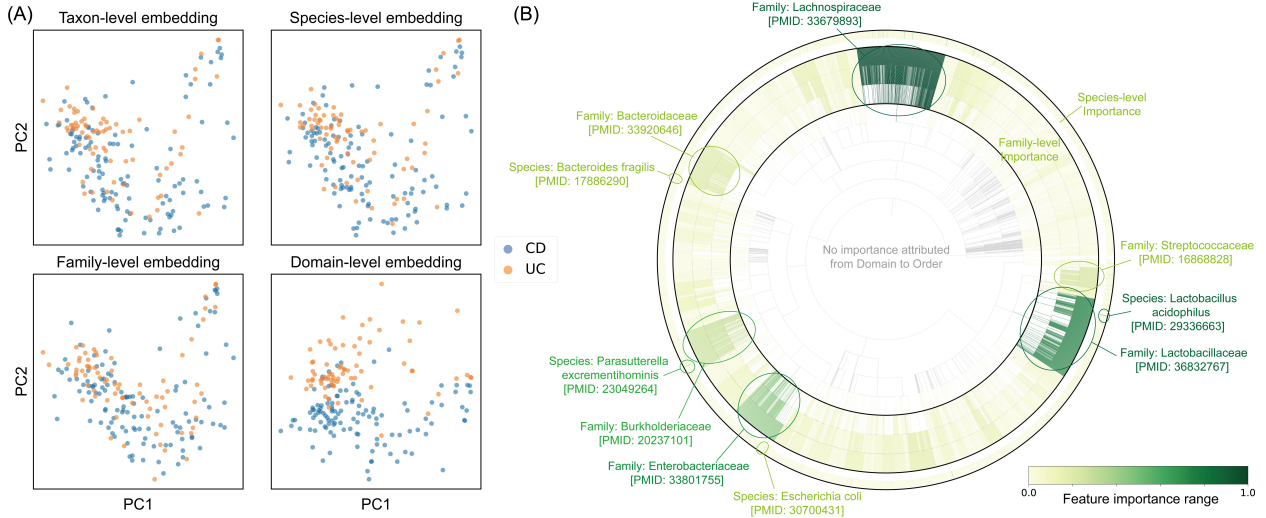 (A)
Taxon-level embedding
Species-level embedding
PC2
CD
UC
Family-level embedding
Domain-level embedding
PC2
PC1
PC1
(B)
Family: Lachnospiraceae
[PMID: 33679893]
Species-level
Importance
Family-level
Importance
Family: Bacteroidaceae
[PMID: 33920646]
Species: Bacteroides fragilis
[PMID: 17886290]
No importance attributed
from Domain to Order
Family: Streptococcaceae
[PMID: 16868828]
Species: Lactobacillus
acidophilus
[PMID: 29336663]
Family: Lactobacillaceae
[PMID: 36832767]
Species: Parasutterella
excrementihominis
[PMID: 23049264]
Family: Burkholderiaceae
[PMID: 20237101]
Family: Enterobacteriaceae
[PMID: 33801755]
Species: Escherichia coli
[PMID: 30700431]
0.0
1.0
Feature importance range